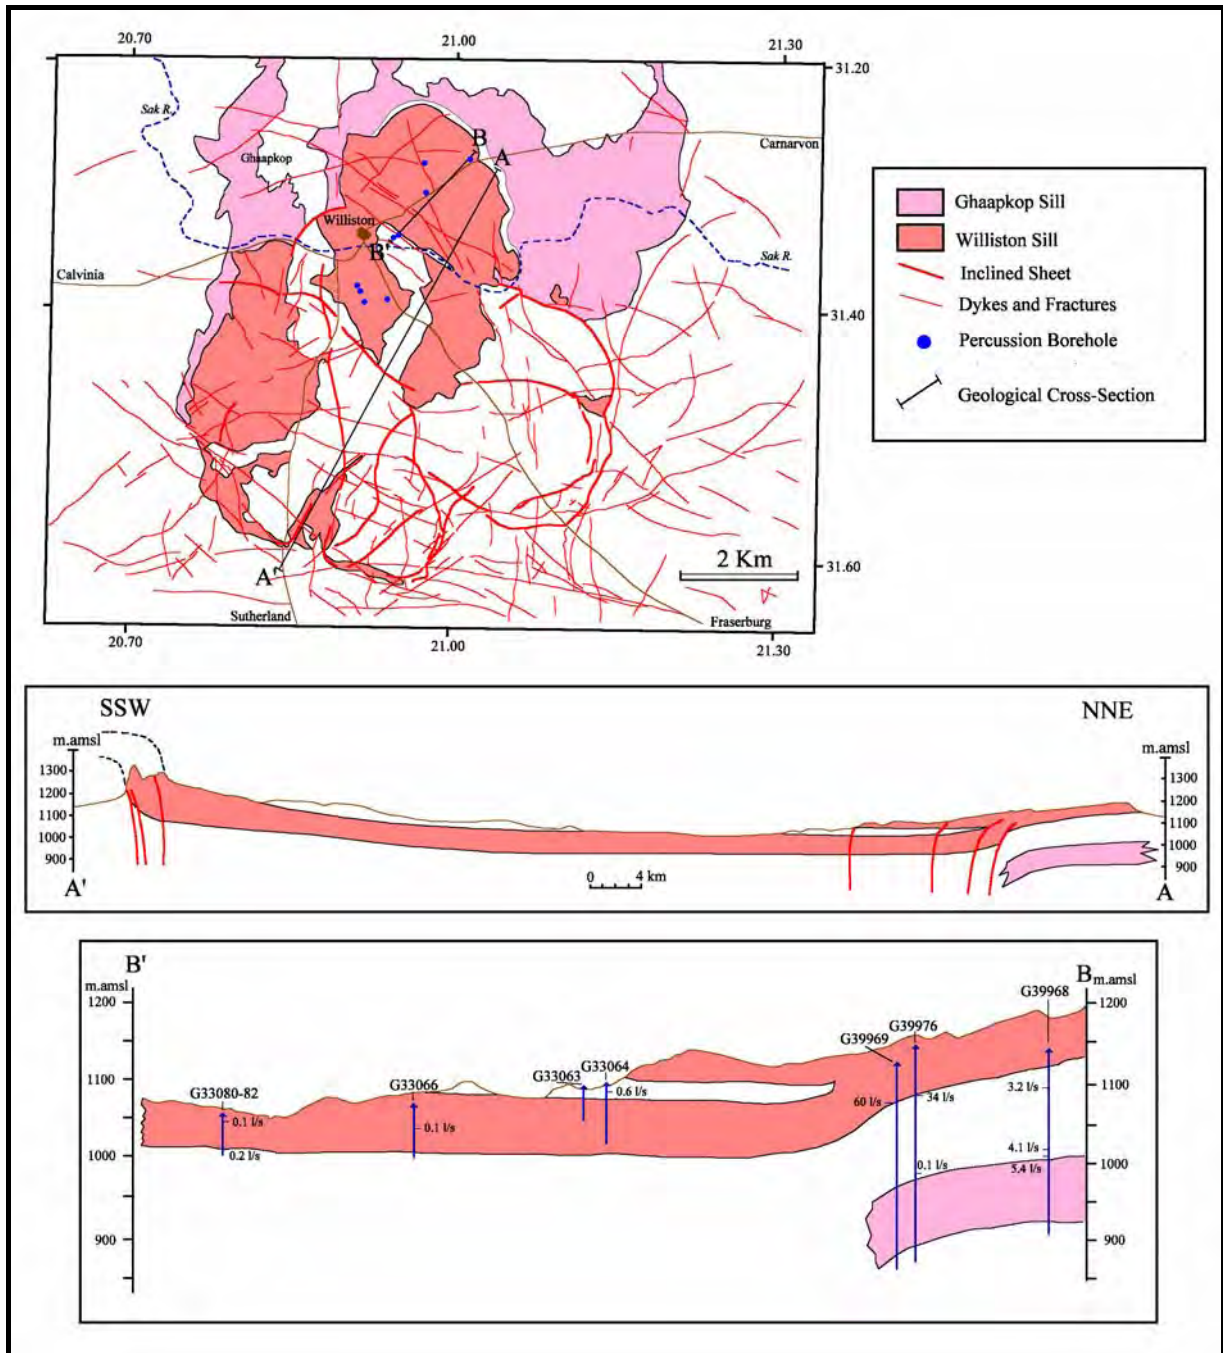 20.70
21.00
21.30
31.20
Sak R.
B
A
Carnarvon
Ghaapkop
Williston
B'
Sak R.
Calvinia
31.40
2 Km
31.60
A'
Sutherland
Fraserburg
20.70
21.00
21.30
Ghaapkop Sill
Williston Sill
Inclined Sheet
Dykes and Fractures
Percussion Borehole
Geological Cross-Section
SSW
NNE
m.amsl
m.amsl
1300
1300
1200
1200
1100
1100
1000
1000
900
900
0 4 km
A'
A
B'
B
m.amsl
m.amsl
1200
1200
G39968
G39976
G39969
G33064
G33063
G33066
G33080-82
1100
1100
3.2 l/s
0.6 l/s
60 l/s
34 l/s
0.1 l/s
0.1 l/s
4.1 l/s
0.2 l/s
1000
1000
0.1 l/s
5.4 l/s
900
900